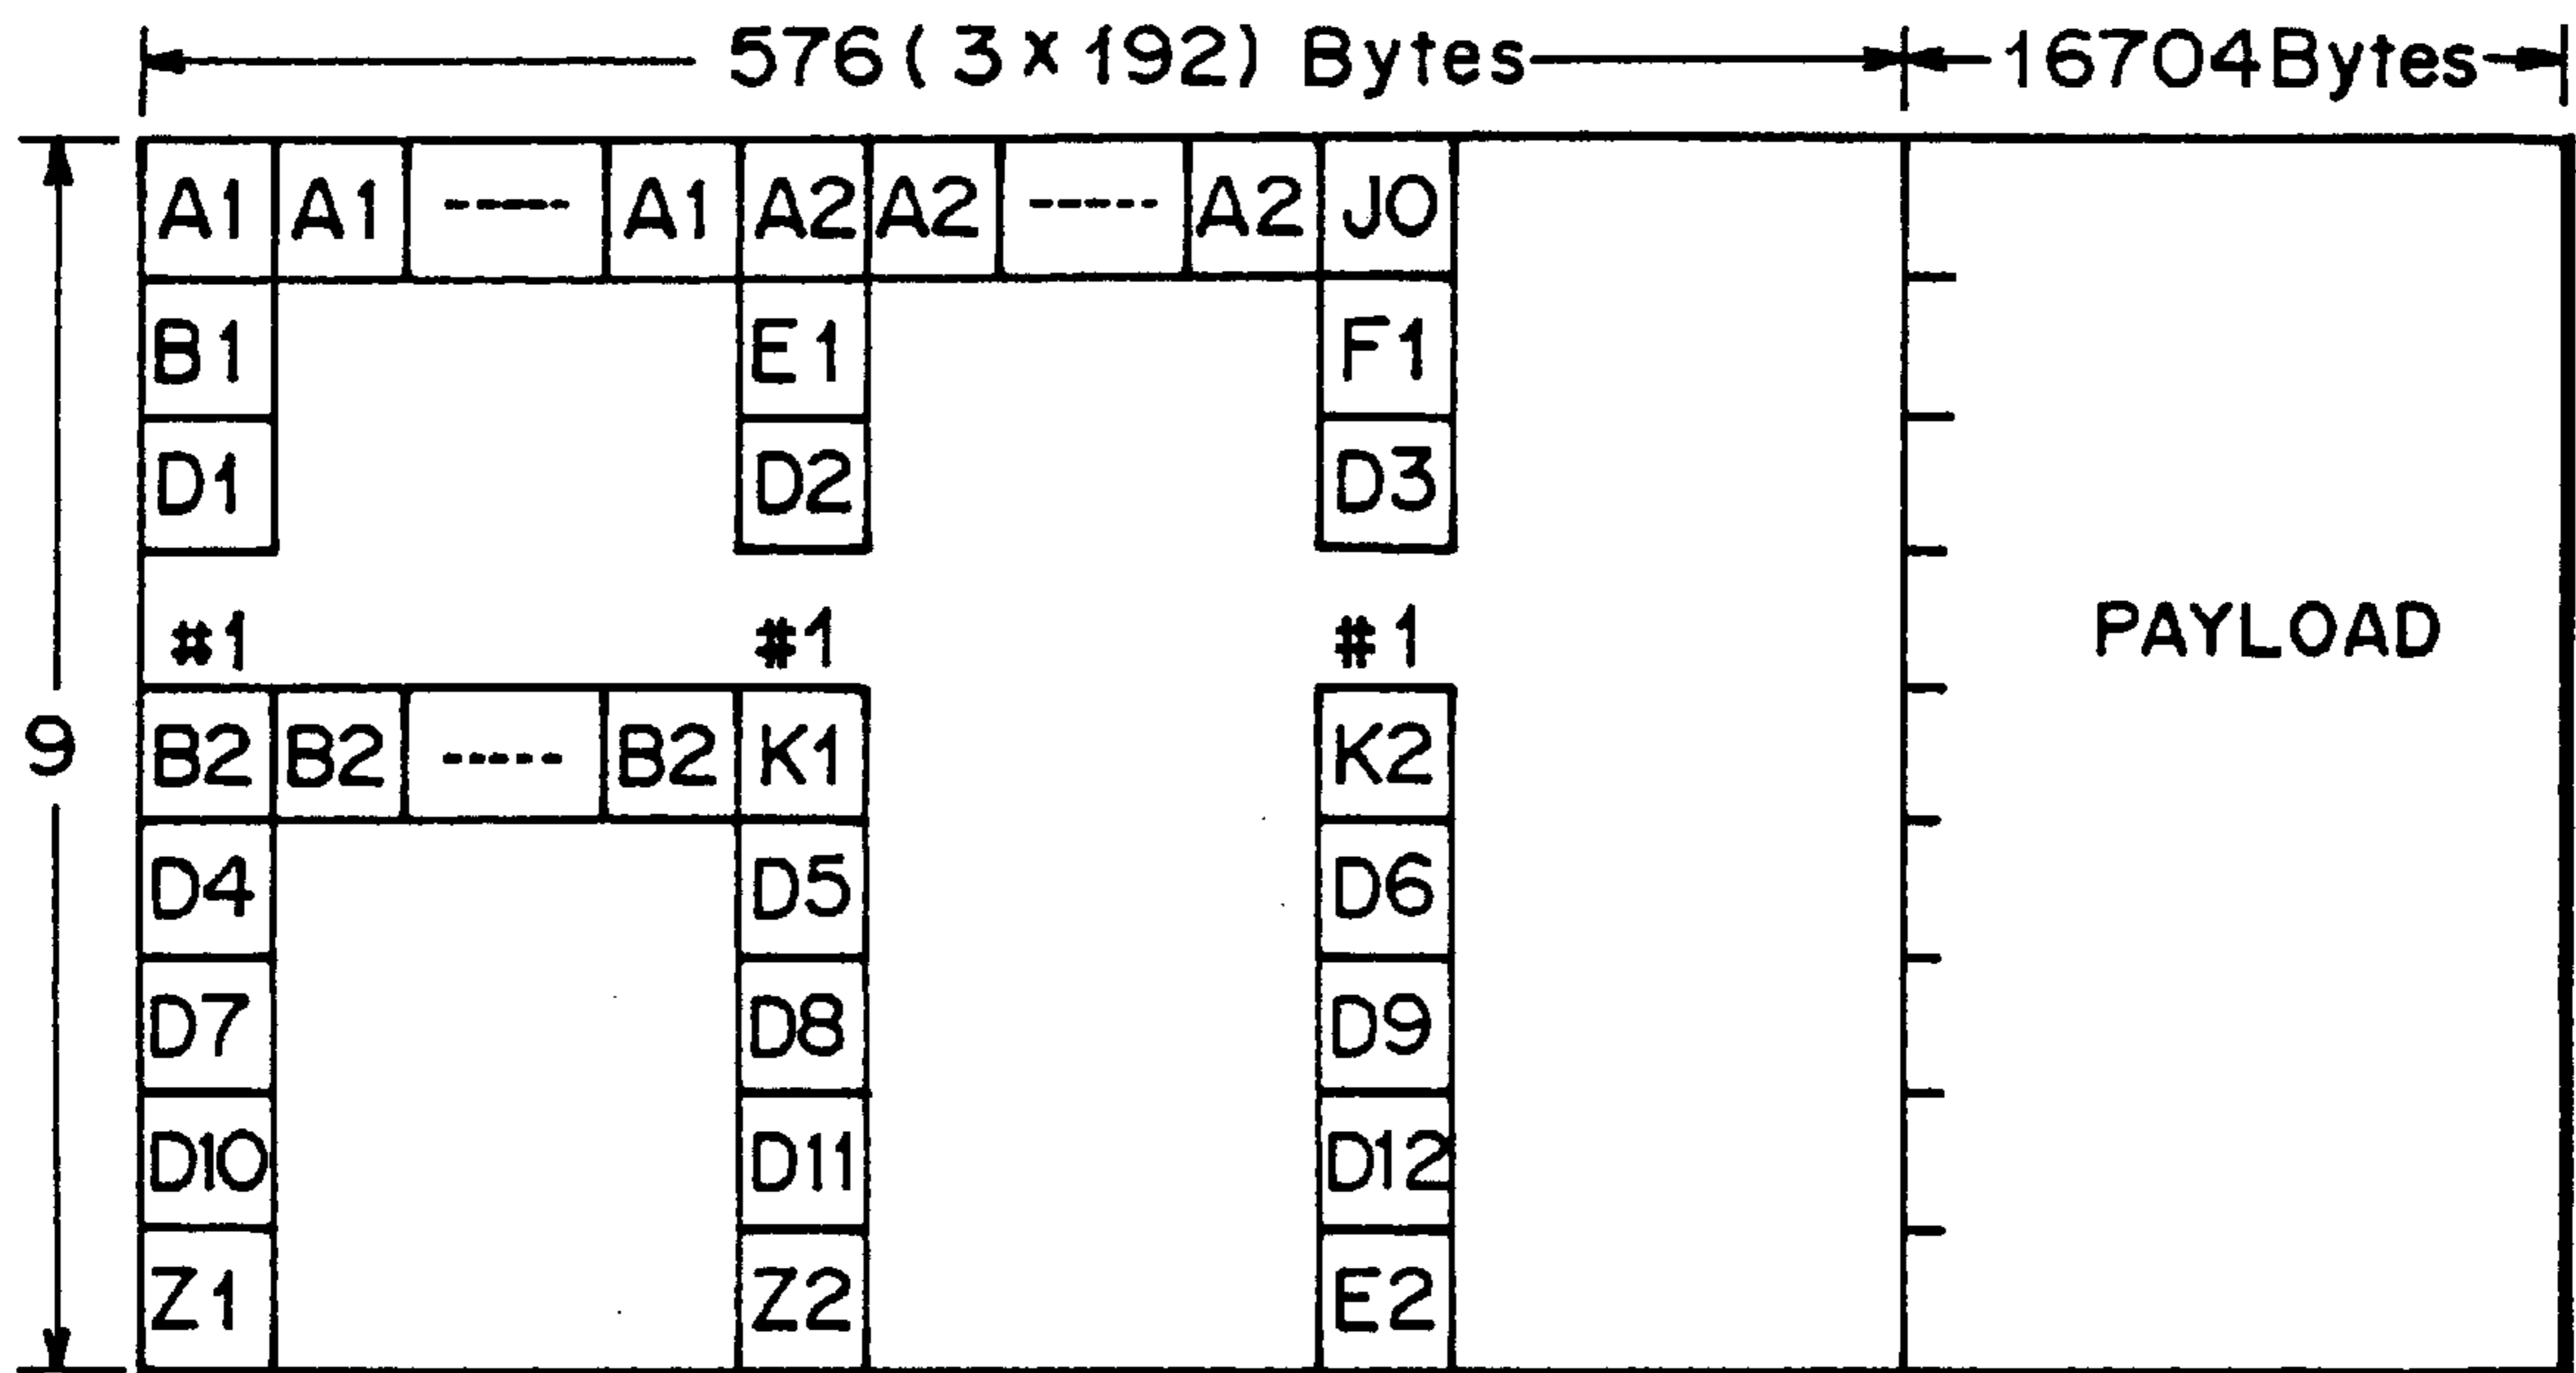 576 (3 x 192) Bytes 16704 Bytes
A1 A1 ----- A1 A2 A2 ----- A2 J0
B1 E1 F1
D1 D2 D3
#1 #1 #1 PAYLOAD
9 B2 B2 ----- B2 K1 K2
D4 D5 D6
D7 D8 D9
D10 D11 D12
Z1 Z2 E2